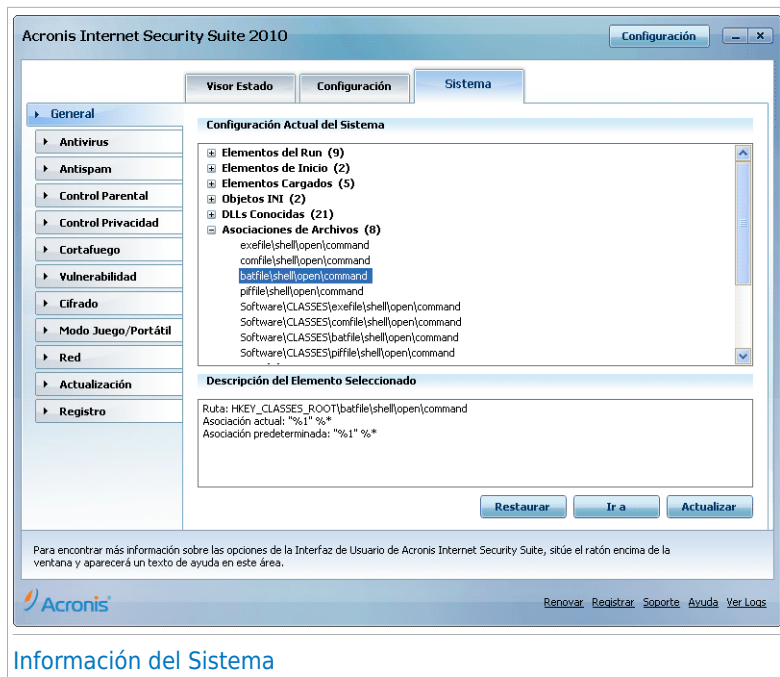 Acronis Internet Security Suite 2010
Configuración
Visor Estado
Configuración
Sistema
General
Antivirus
Antispam
Control Parental
Control Privacidad
Cortafuego
Vulnerabilidad
Cifrado
Modo Juego/Portátil
Red
Actualización
Registro
Configuración Actual del Sistema
Elementos del Run (9)
Elementos de Inicio (2)
Elementos Cargados (5)
Objetos INI (2)
DLLs Conocidas (21)
Asociaciones de Archivos (8)
exefile\shell\open\command
comfile\shell\open\command
batfile\shell\open\command
piffile\shell\open\command
Software\CLASSES\exefile\shell\open\command
Software\CLASSES\comfile\shell\open\command
Software\CLASSES\batfile\shell\open\command
Software\CLASSES\piffile\shell\open\command
Descripción del Elemento Seleccionado
Ruta: HKEY_CLASSES_ROOT\batfile\shell\open\command
Asociación actual: "%1" %*
Asociación predeterminada: "%1" %*
Restaurar
Ir a
Actualizar
Para encontrar más información sobre las opciones de la Interfaz de Usuario de Acronis Internet Security Suite, sitúe el ratón encima de la
ventana y aparecerá un texto de ayuda en este área.
Acronis
Renovar Registrar Soporte Ayuda Ver Logs
Información del Sistema